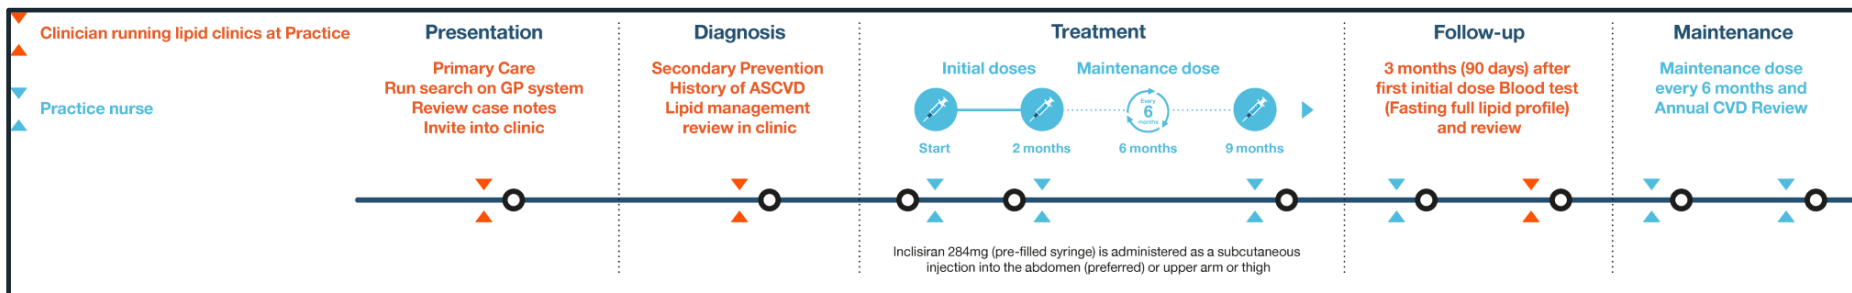 Clinician running lipid clinics at Practice
Practice nurse
Presentation
Primary Care
Run search on GP system
Review case notes
Invite into clinic
Diagnosis
Secondary Prevention
History of ASCVD
Lipid management
review in clinic
Treatment
Initial doses
Maintenance dose
Every
6
months
Start
2 months
6 months
9 months
Inclisiran 284mg (pre-filled syringe) is administered as a subcutaneous
injection into the abdomen (preferred) or upper arm or thigh
Follow-up
3 months (90 days) after
first initial dose Blood test
(Fasting full lipid profile)
and review
Maintenance
Maintenance dose
every 6 months and
Annual CVD Review